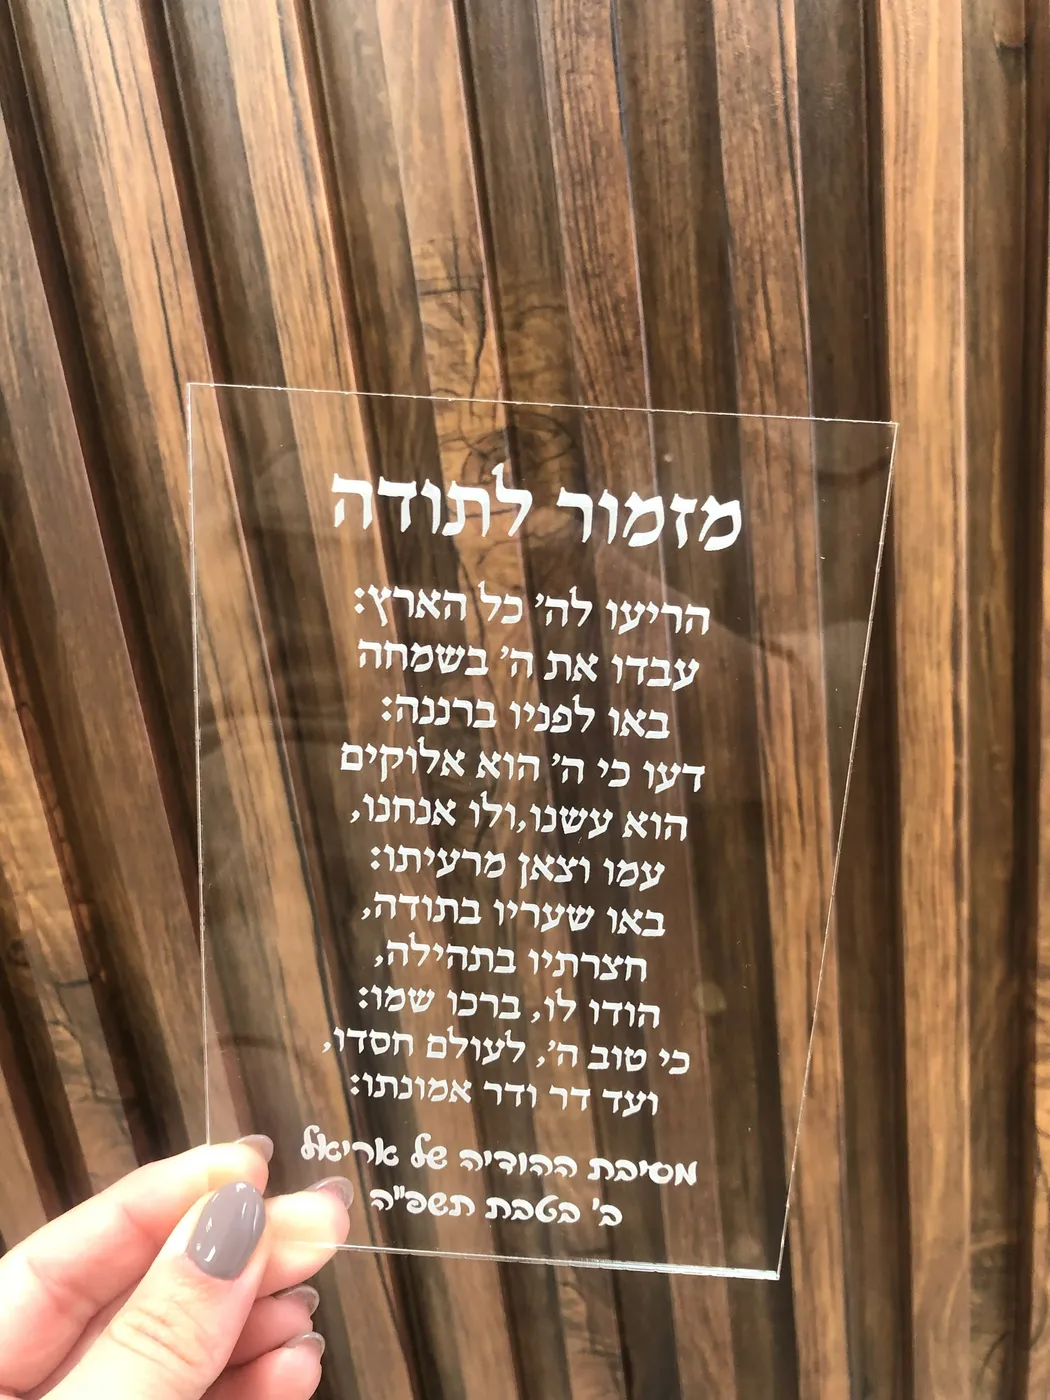 מזמור לתודה
הריעו לה' כל הארץ:
עבדו את ה' בשמחה
באו לפניו ברננה:
דעו כי ה' הוא אלוקים
הוא עשנו,ולו אנחנו,
עמו וצאן מרעיתו:
באו שעריו בתודה,
חצרתיו בתהילה,
הודו לו, ברכו שמו:
כי טוב ה', לעולם חסדו,
ועד דר ודר אמונתו:
מסיבת ההודיה של אריאל
ב' בטבת תשפ"ה